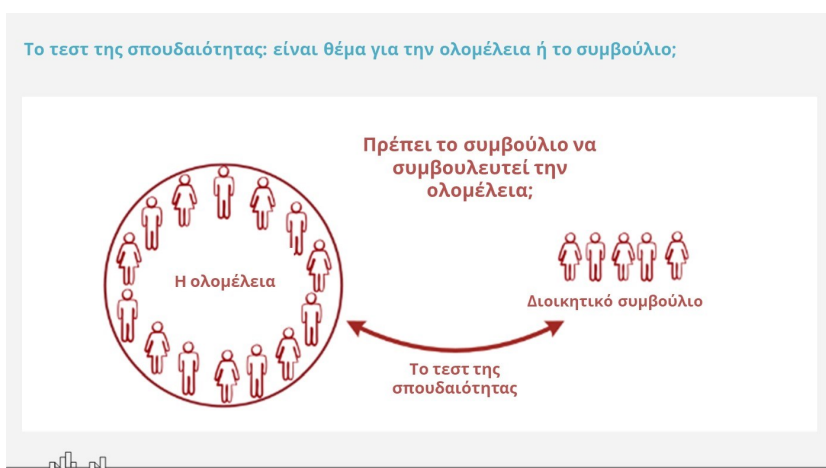 Το τεστ της σπουδαιότητας: είναι θέμα για την ολομέλεια ή το συμβούλιο;
Πρέπει το συμβούλιο να
συμβουλευτεί την
ολομέλεια;
Η ολομέλεια
Διοικητικό συμβούλιο
Το τεστ της
σπουδαιότητας